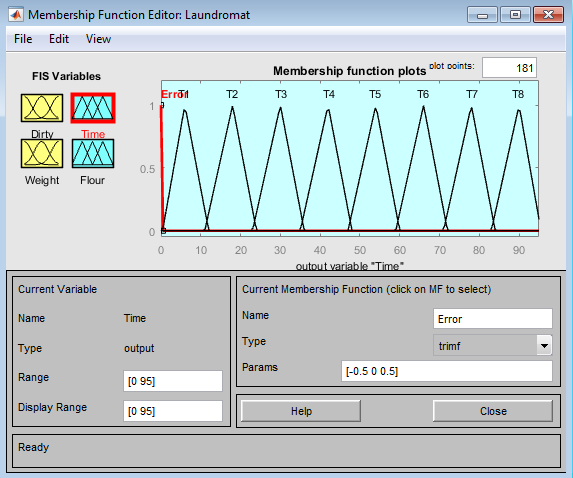 Membership Function Editor: Laundromat
File Edit View
FIS Variables
Dirty
Time
Weight
Flour
Membership function plots
plot points:
181
Error T1 T2 T3 T4 T5 T6 T7 T8
1
0.5
0
0 10 20 30 40 50 60 70 80 90
output variable "Time"
Current Variable
Name Time
Type output
Range [0 95]
Display Range [0 95]
Current Membership Function (click on MF to select)
Name Error
Type trimf
Params [-0.5 0 0.5]
Help Close
Ready